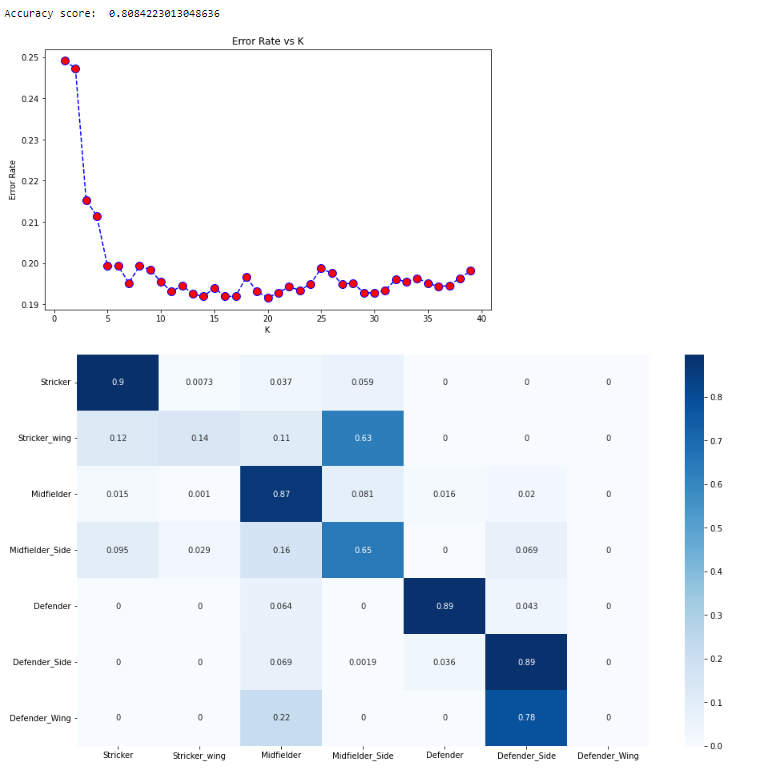 Accuracy score:  0.8084223013048636
Error Rate vs K
0.25
0.24
0.23
0.22
0.21
0.20
0.19
Error Rate
0 5 10 15 20 25 30 35 40
K
Stricker 0.9 0.0073 0.037 0.059 0 0 0
Stricker_wing 0.12 0.14 0.11 0.63 0 0 0
Midfielder 0.015 0.001 0.87 0.081 0.016 0.02 0
Midfielder_Side 0.095 0.029 0.16 0.65 0 0.069 0
Defender 0 0 0.064 0 0.89 0.043 0
Defender_Side 0 0 0.069 0.0019 0.036 0.89 0
Defender_Wing 0 0 0.22 0 0 0.78 0
Stricker Stricker_wing Midfielder Midfielder_Side Defender Defender_Side Defender_Wing
0.8
0.7
0.6
0.5
0.4
0.3
0.2
0.1
0.0